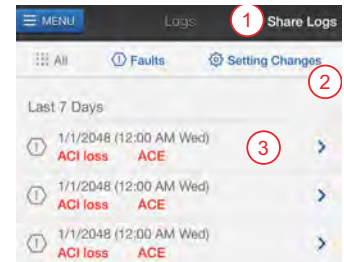 MENU Logs 1 Share Logs
All Faults Setting Changes
2
Last 7 Days
1/1/2048 (12:00 AM Wed)
ACI loss ACE
3
1/1/2048 (12:00 AM Wed)
ACI loss ACE
1/1/2048 (12:00 AM Wed)
ACI loss ACE